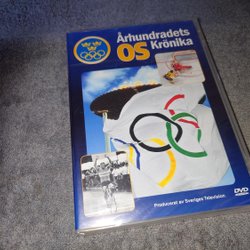 Århundradets
OS Krönika
Producerat av Sveriges Television
DVD